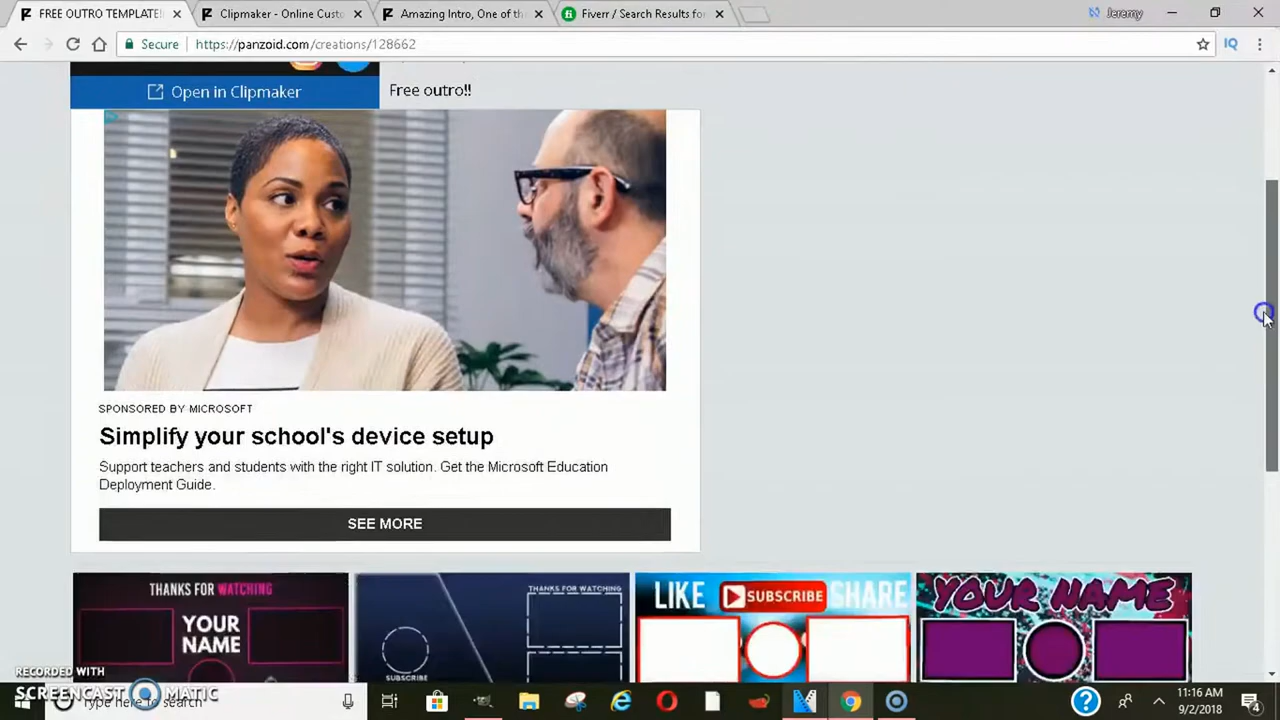 FREE OUTRO TEMPLATE!
Clipmaker - Online Custo
Amazing Intro, One of th
Fiverr / Search Results fo
Jeremy
Secure
https://panzoid.com/creations/128662
IQ
Open in Clipmaker
Free outro!!
SPONSORED BY MICROSOFT
Simplify your school's device setup
Support teachers and students with the right IT solution. Get the Microsoft Education
Deployment Guide.
SEE MORE
THANKS FOR WATCHING
YOUR
NAME
THANKS FOR WATCHING
SUBSCRIBE
LIKE SUBSCRIBE SHARE
YOUR NAME
RECORDED WITH
SCREENCAST MATIC
Type here to search
11:16 AM
9/2/2018
4